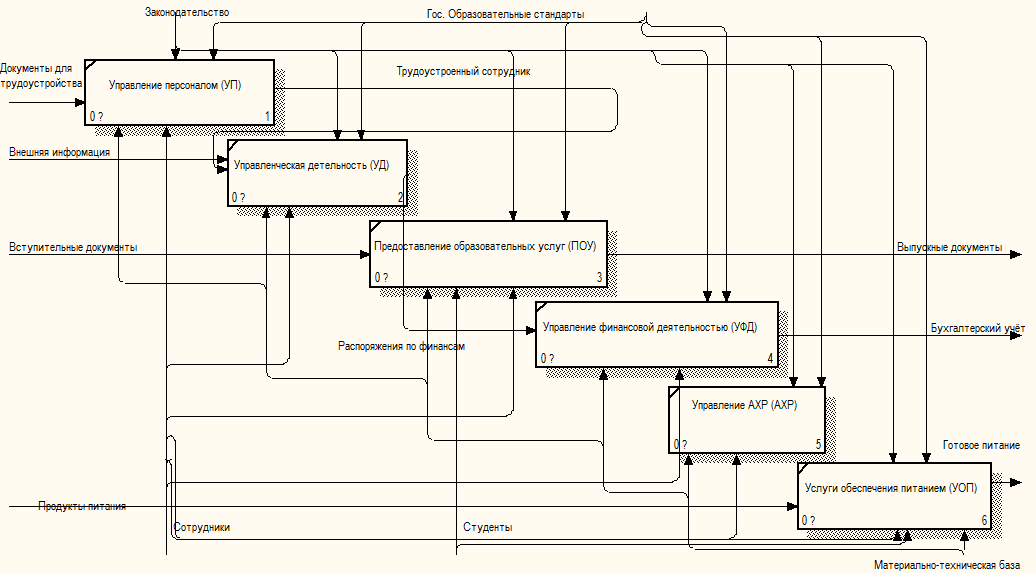 Законодательство
Гос. Образовательные стандарты
Документы для
трудоустройства
Управление персоналом (УП)
0 ?
1
Трудоустроенный сотрудник
Внешняя информация
Управленческая детельность (УД)
0 ?
2
Вступительные документы
Предоставление образовательных услуг (ПОУ)
0 ?
3
Выпускные документы
Управление финансовой деятельностью (УФД)
0 ?
4
Бухгалтерский учёт
Распоряжения по финансам
Управление АХР (АХР)
0 ?
5
Готовое питание
Услуги обеспечения питанием (УОП)
0 ?
6
Продукты питания
Сотрудники
Студенты
Материально-техническая база